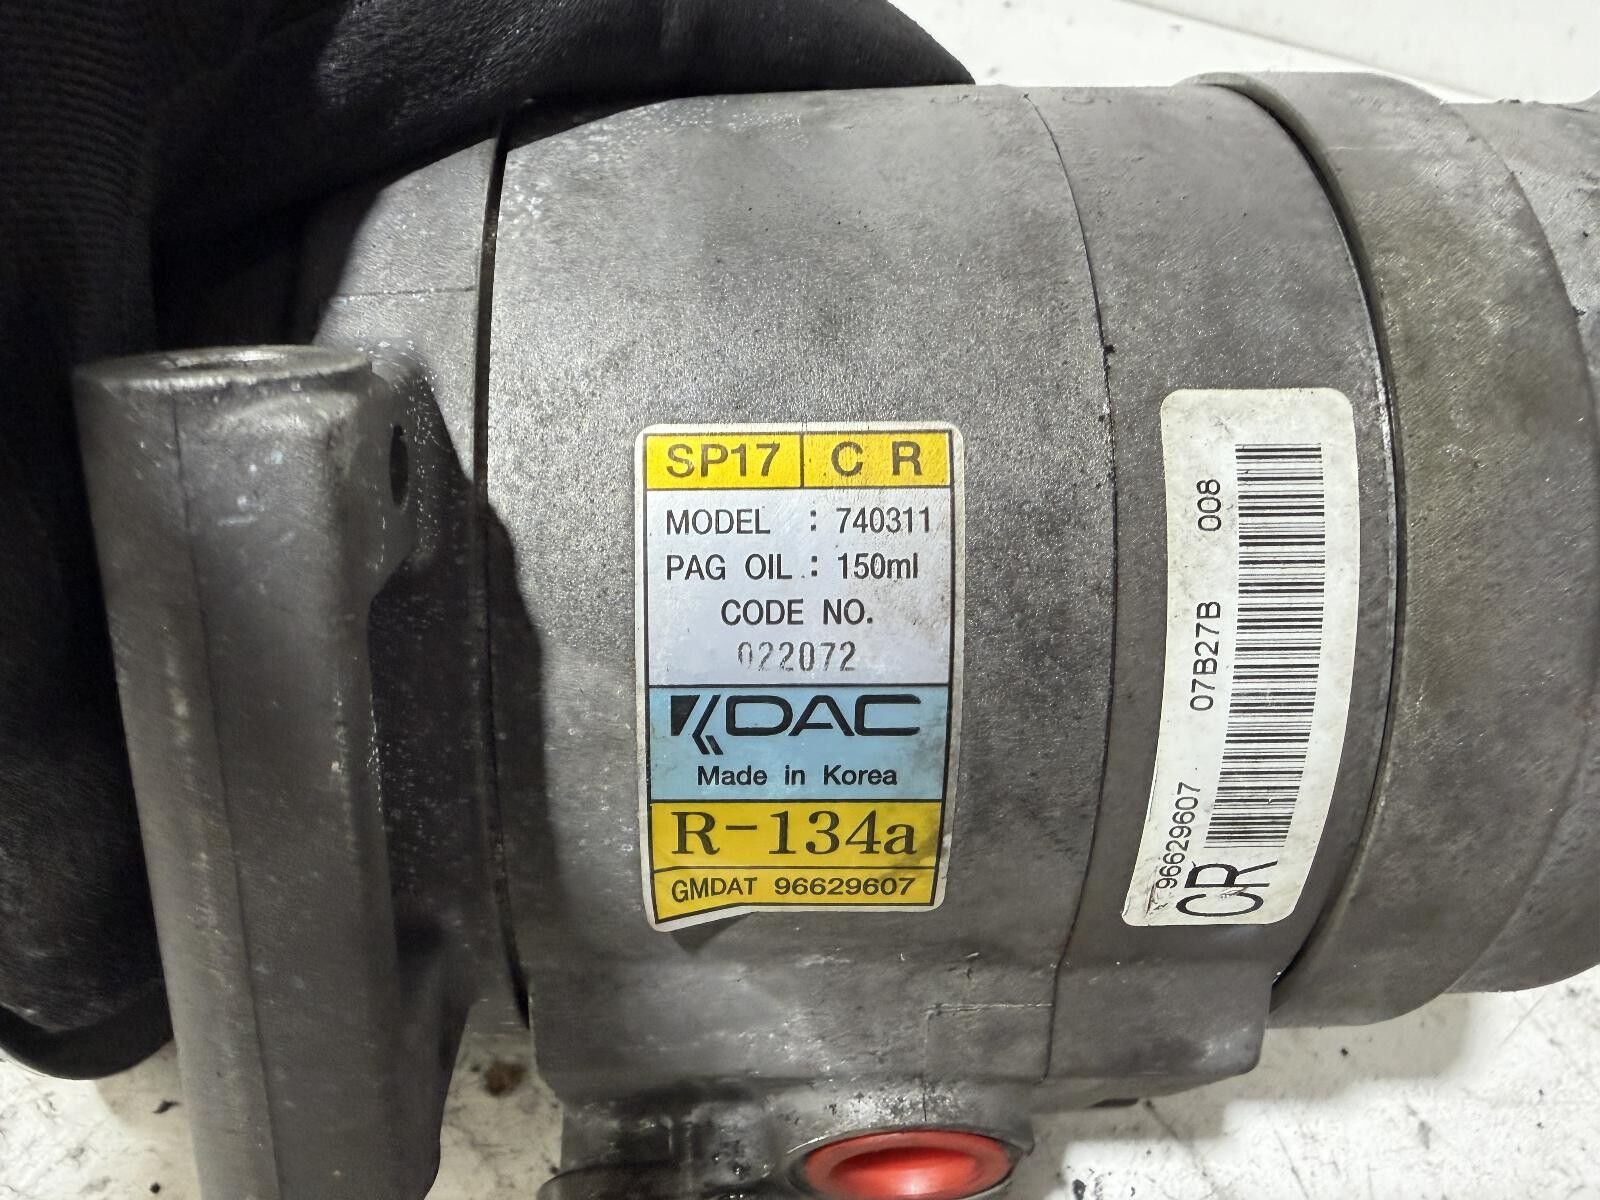 SP17 C R
MODEL : 740311
PAG OIL : 150ml
CODE NO.
022072
KDAC
Made in Korea
R-134a
GMDAT 96629607
96629607 07B27B 008
CR